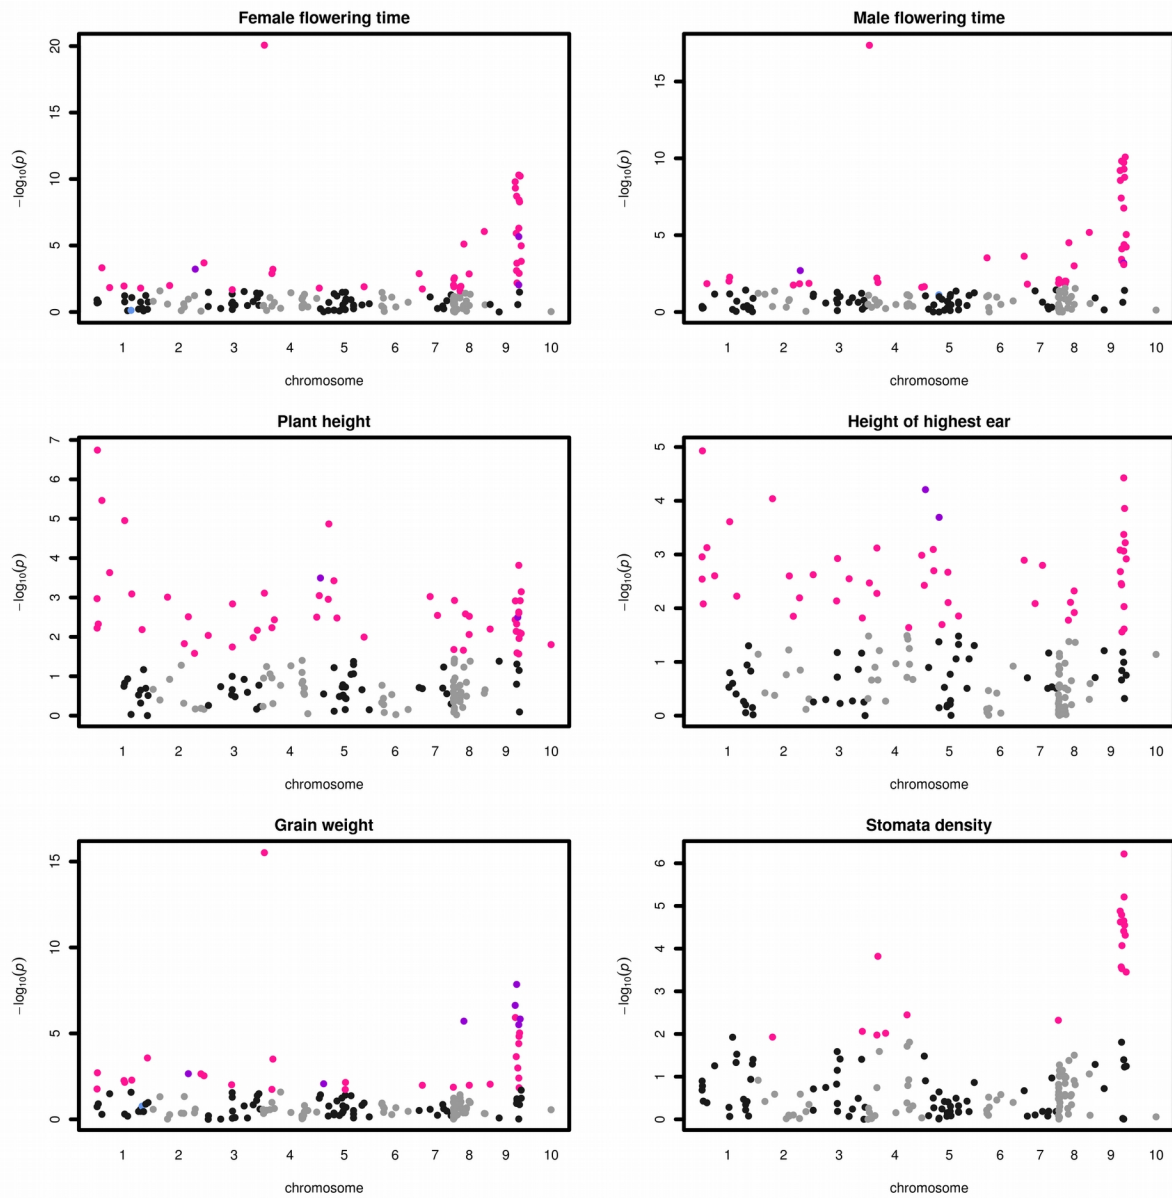 Female flowering time
Male flowering time
20
15
10
5
0
−log10(p)
1 2 3 4 5 6 7 8 9 10
chromosome
15
10
5
0
−log10(p)
1 2 3 4 5 6 7 8 9 10
chromosome
Plant height
Height of highest ear
7
6
5
4
3
2
1
0
−log10(p)
1 2 3 4 5 6 7 8 9 10
chromosome
5
4
3
2
1
0
−log10(p)
1 2 3 4 5 6 7 8 9 10
chromosome
Grain weight
Stomata density
15
10
5
0
−log10(p)
1 2 3 4 5 6 7 8 9 10
chromosome
6
5
4
3
2
1
0
−log10(p)
1 2 3 4 5 6 7 8 9 10
chromosome